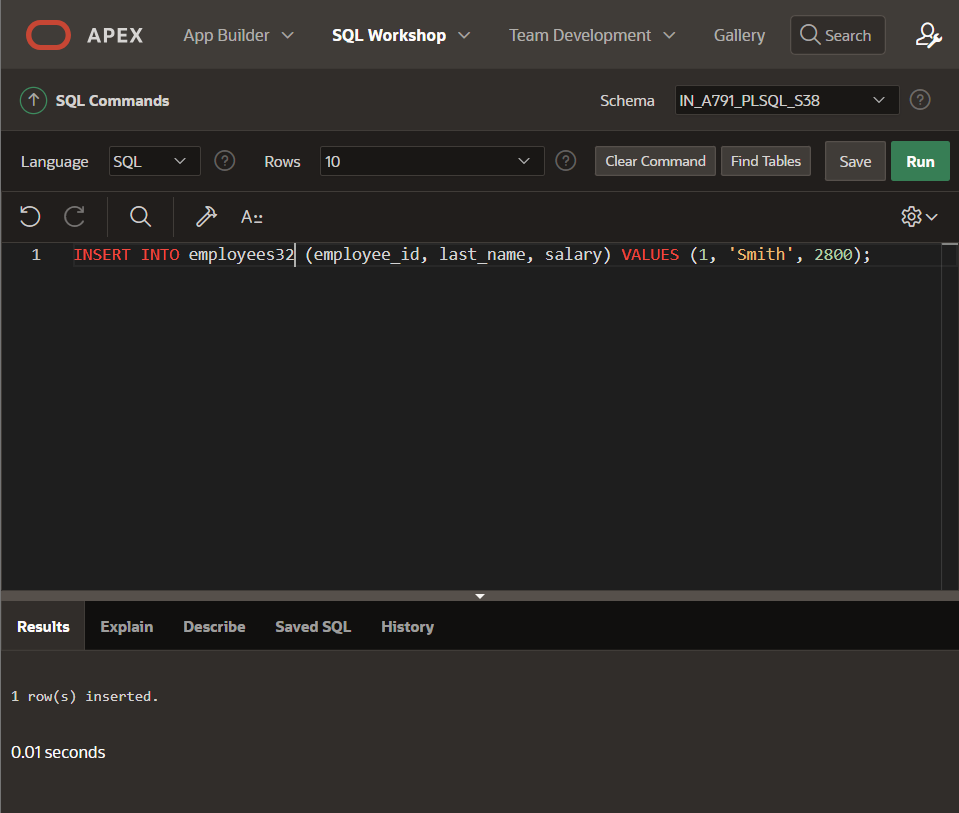 APEX App Builder SQL Workshop Team Development Gallery Search
SQL Commands Schema IN_A791_PLSQL_S38 ?
Language SQL ? Rows 10 ? Clear Command Find Tables Save Run
A::
1 INSERT INTO employees32 (employee_id, last_name, salary) VALUES (1, 'Smith', 2800);
Results Explain Describe Saved SQL History
1 row(s) inserted.
0.01 seconds